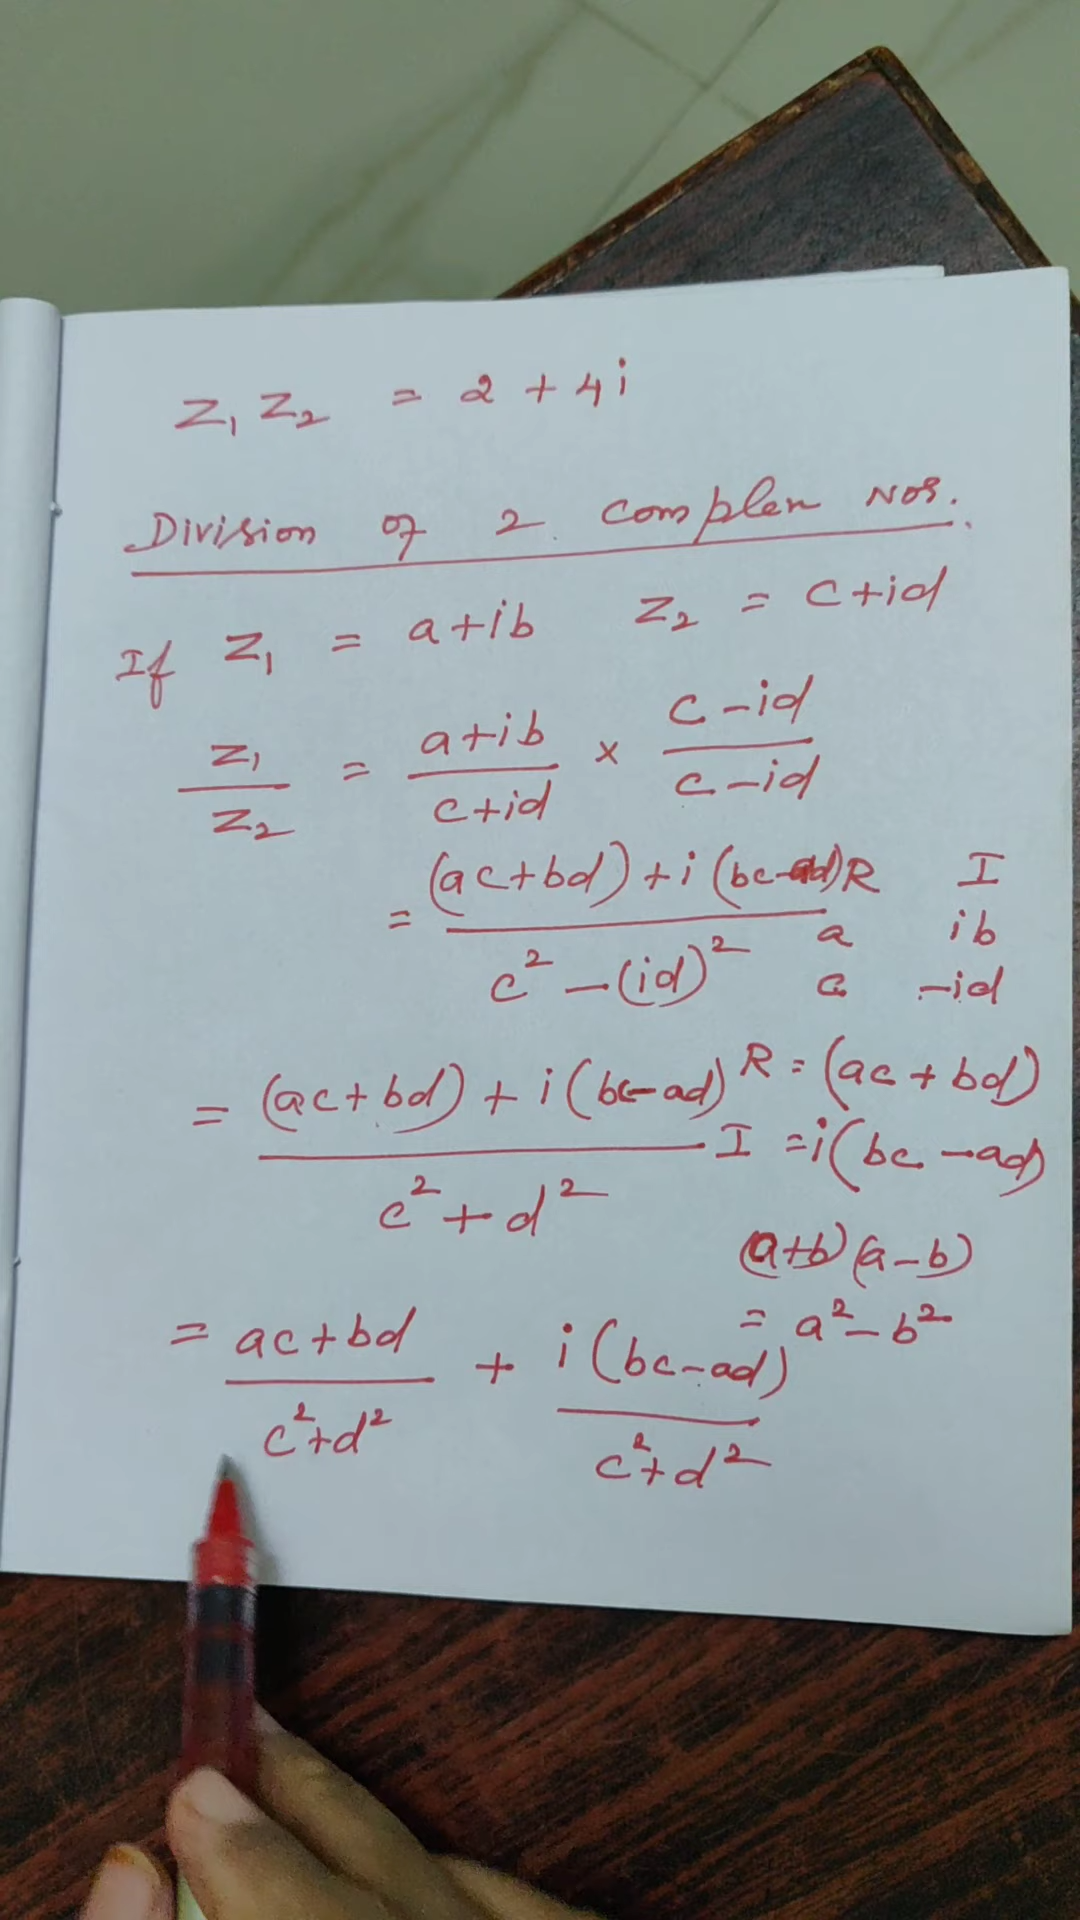 Z₁ Z₂ = 2 + 4i
Division of 2 Complex Nos.
If Z₁ = a+ib Z₂ = c+id
Z₁/Z₂ = (a+ib)/(c+id) × (c-id)/(c-id)
= ((ac+bd)+i(bc-ad))/(c²-(id)²)
R I
a ib
c -id
R = (ac+bd)
I = i(bc-ad)
= ((ac+bd)+i(bc-ad))/(c²+d²)
(a+b)(a-b)
= a²-b²
= (ac+bd)/(c²+d²) + i(bc-ad)/(c²+d²)